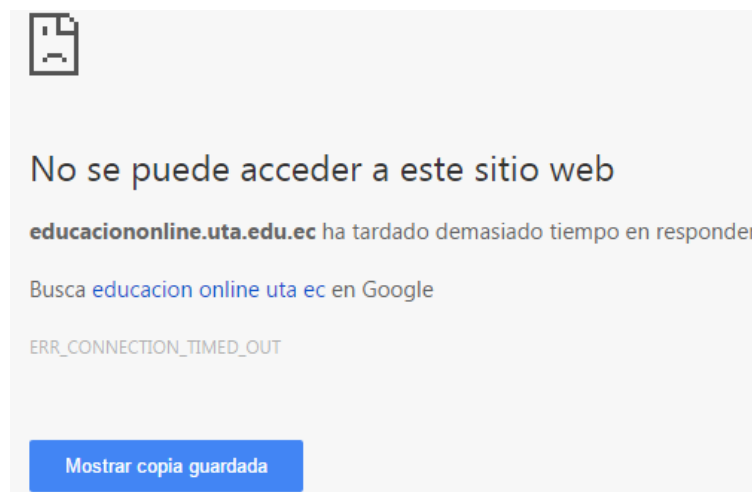 No se puede acceder a este sitio web
educaciononline.uta.edu.ec ha tardado demasiado tiempo en responder
Busca educacion online uta ec en Google
ERR_CONNECTION_TIMED_OUT
Mostrar copia guardada